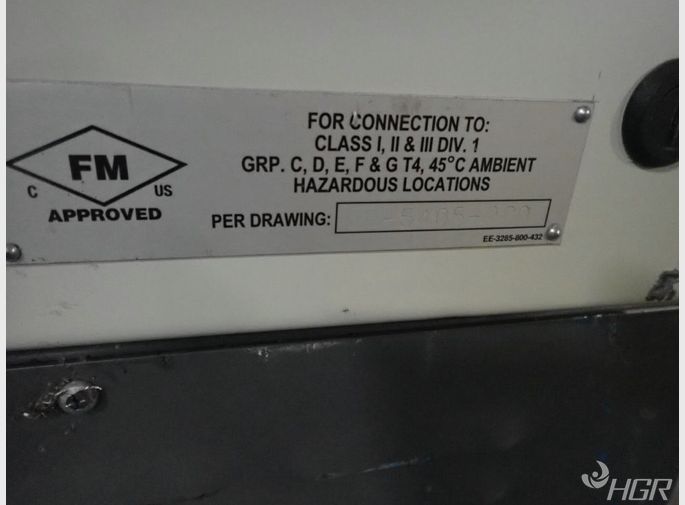 FM
C US
APPROVED
FOR CONNECTION TO:
CLASS I, II & III DIV. 1
GRP. C, D, E, F & G T4, 45°C AMBIENT
HAZARDOUS LOCATIONS
PER DRAWING:
EE-3285-800-432
HGR